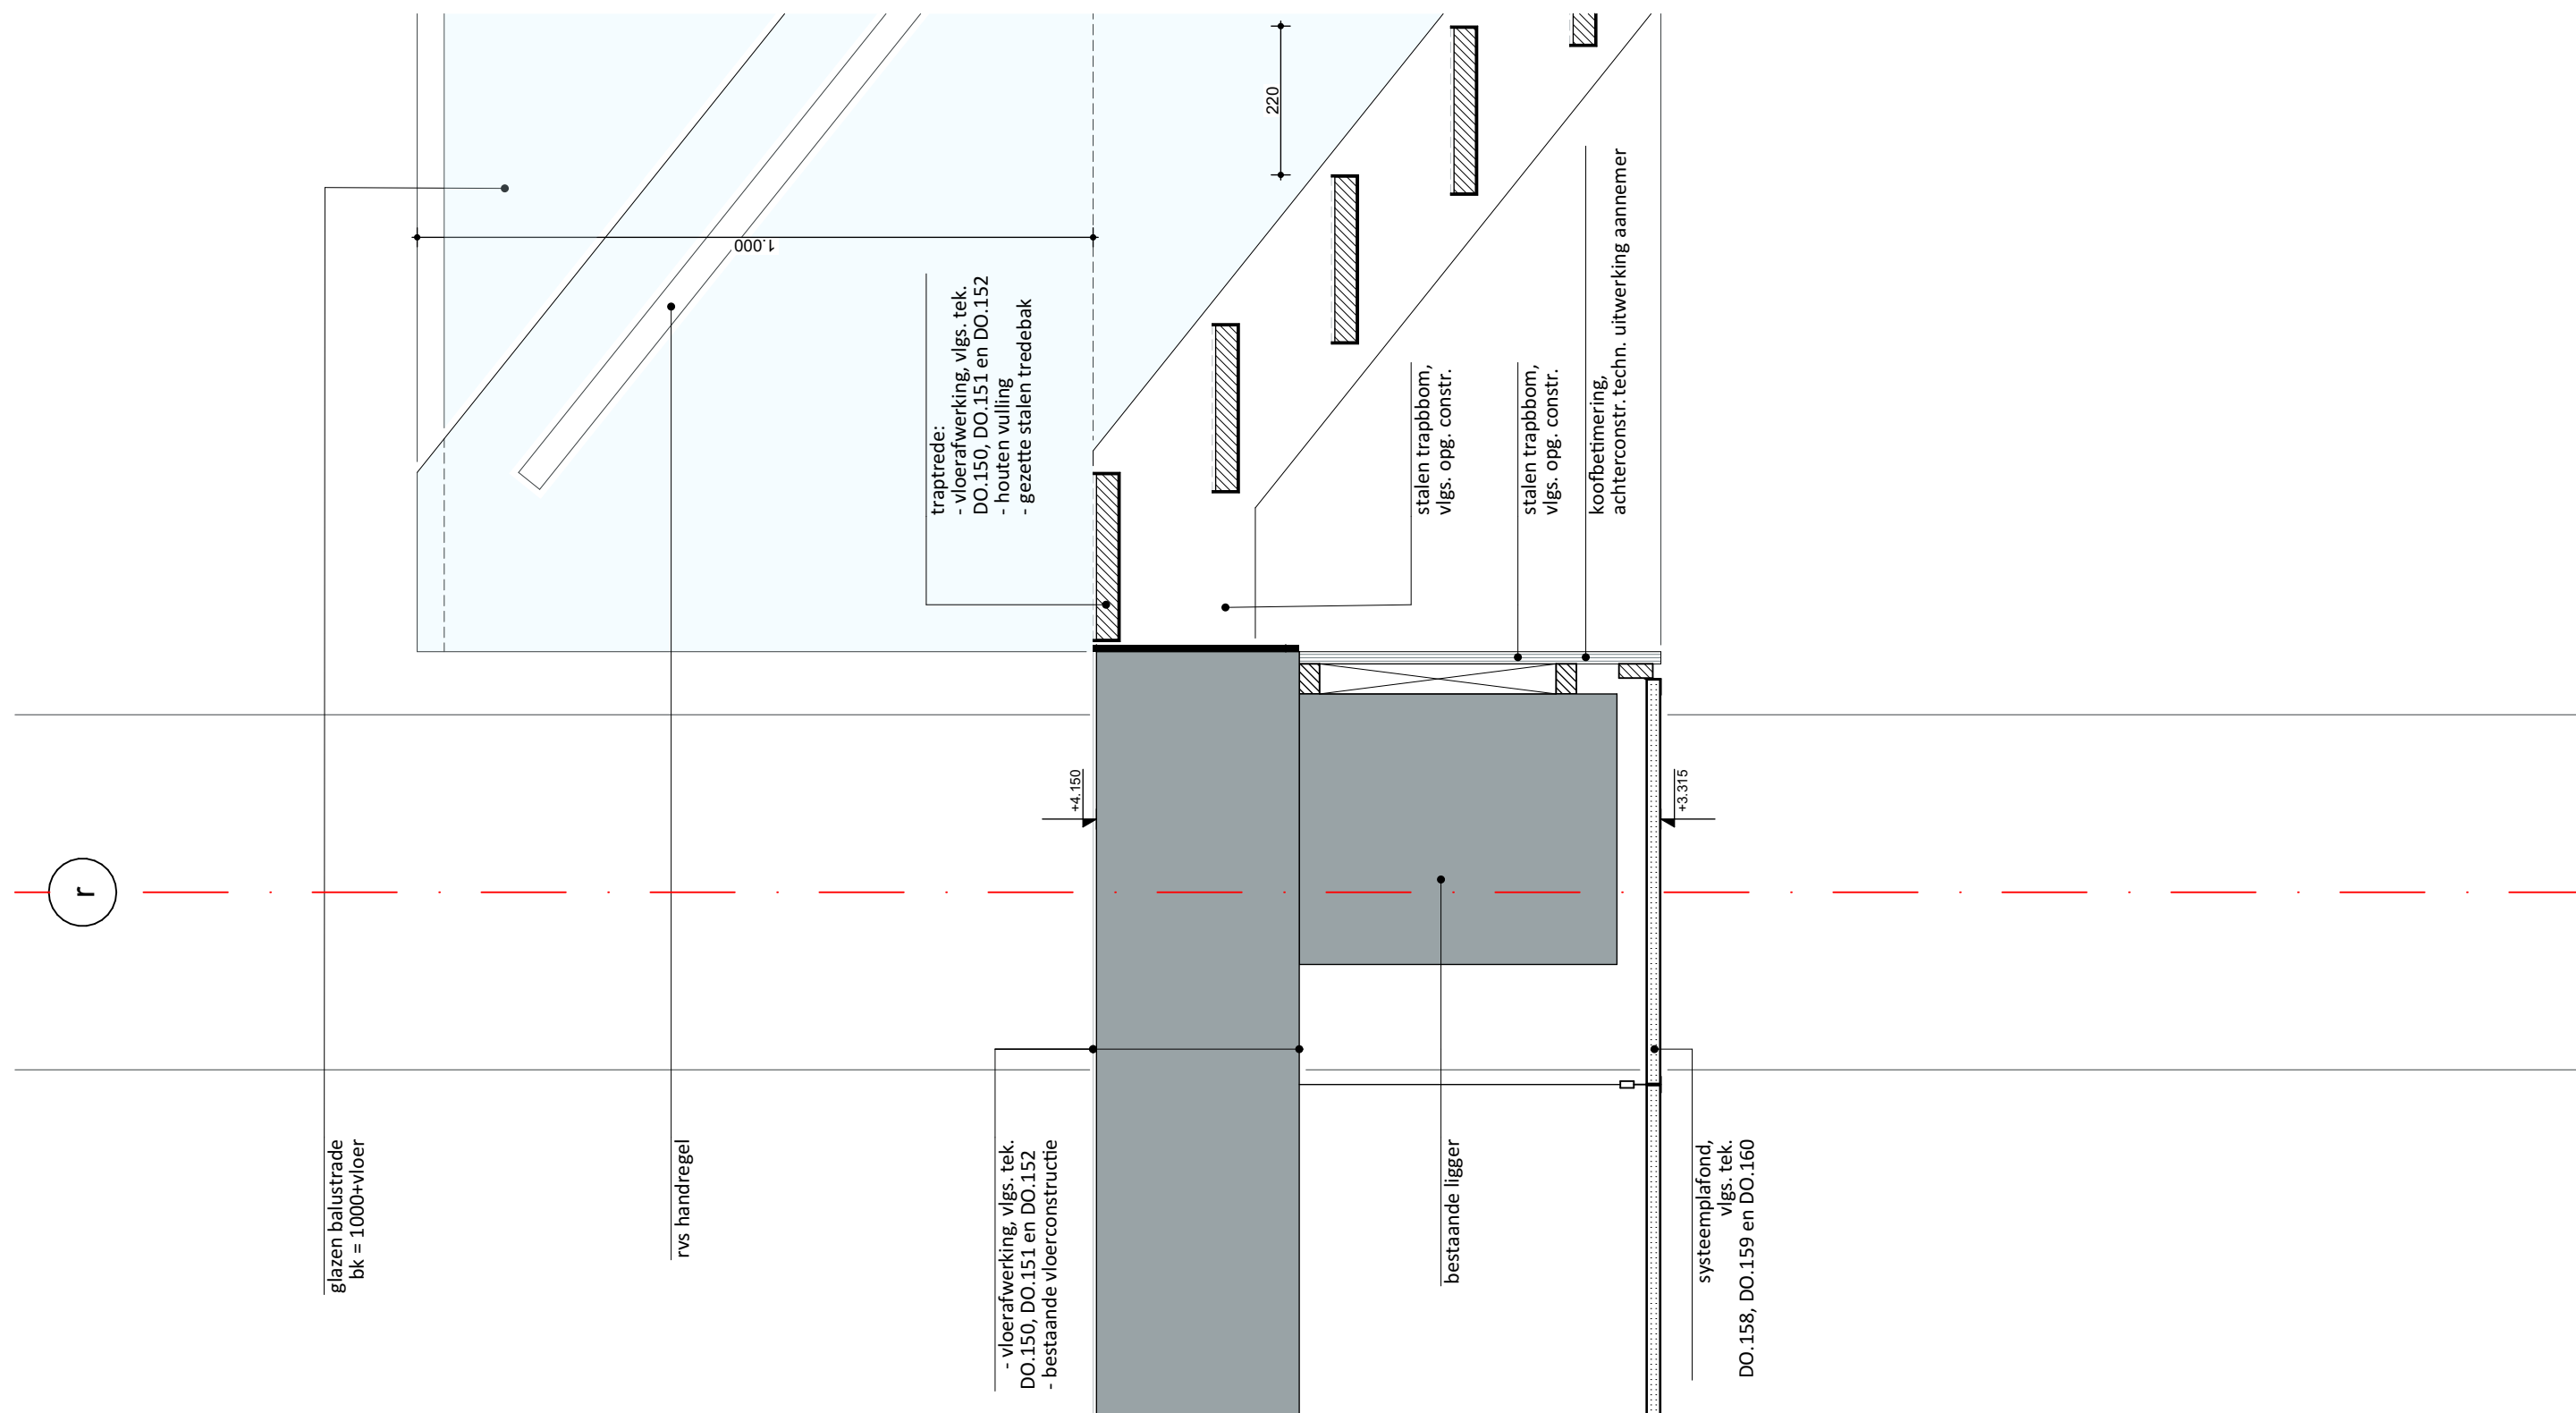 r
glazen balustrade
bk = 1000+vloer
rvs handregel
1.000
traptrede:
- vloerafwerking, vlgs. tek.
DO.150, DO.151 en DO.152
- houten vulling
- gezette stalen tredebak
220
stalen trapbbom,
vlgs. opg. constr.
stalen trapbbom,
vlgs. opg. constr.
koofbetimering,
achterconstr. techn. uitwerking aannemer
+4.150
+3.315
- vloerafwerking, vlgs. tek.
DO.150, DO.151 en DO.152
- bestaande vloerconstructie
bestaande ligger
systeemplafond,
vlgs. tek.
DO.158, DO.159 en DO.160